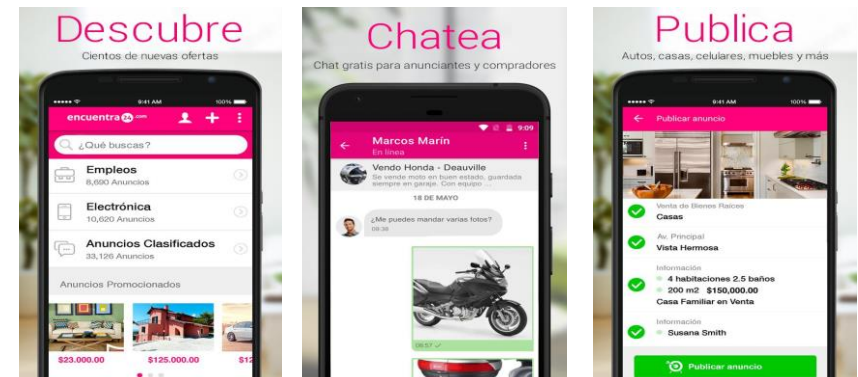 Descubre
Cientos de nuevas ofertas
9:41 AM
100%
encuentra24.com
¿Qué buscas?
Empleos
8,690 Anuncios
Electrónica
10,620 Anuncios
Anuncios Clasificados
33,126 Anuncios
Anuncios Promocionados
$23.000.00
$125.000.00
$12
Chatea
Chat gratis para anunciantes y compradores
9:09
Marcos Marín
En línea
Vendo Honda - Deauville
Se vende moto en buen estado, guardada
siempre en garaje. Con equipo ...
18 DE MAYO
¿Me puedes mandar varias fotos?
08:36
08:57
Publica
Autos, casas, celulares, muebles y más
9:41 AM
100%
Publicar anuncio
Venta de Bienes Raíces
Casas
Av. Principal
Vista Hermosa
Información
4 habitaciones 2.5 baños
200 m2 $150,000.00
Casa Familiar en Venta
Información
Susana Smith
Publicar anuncio